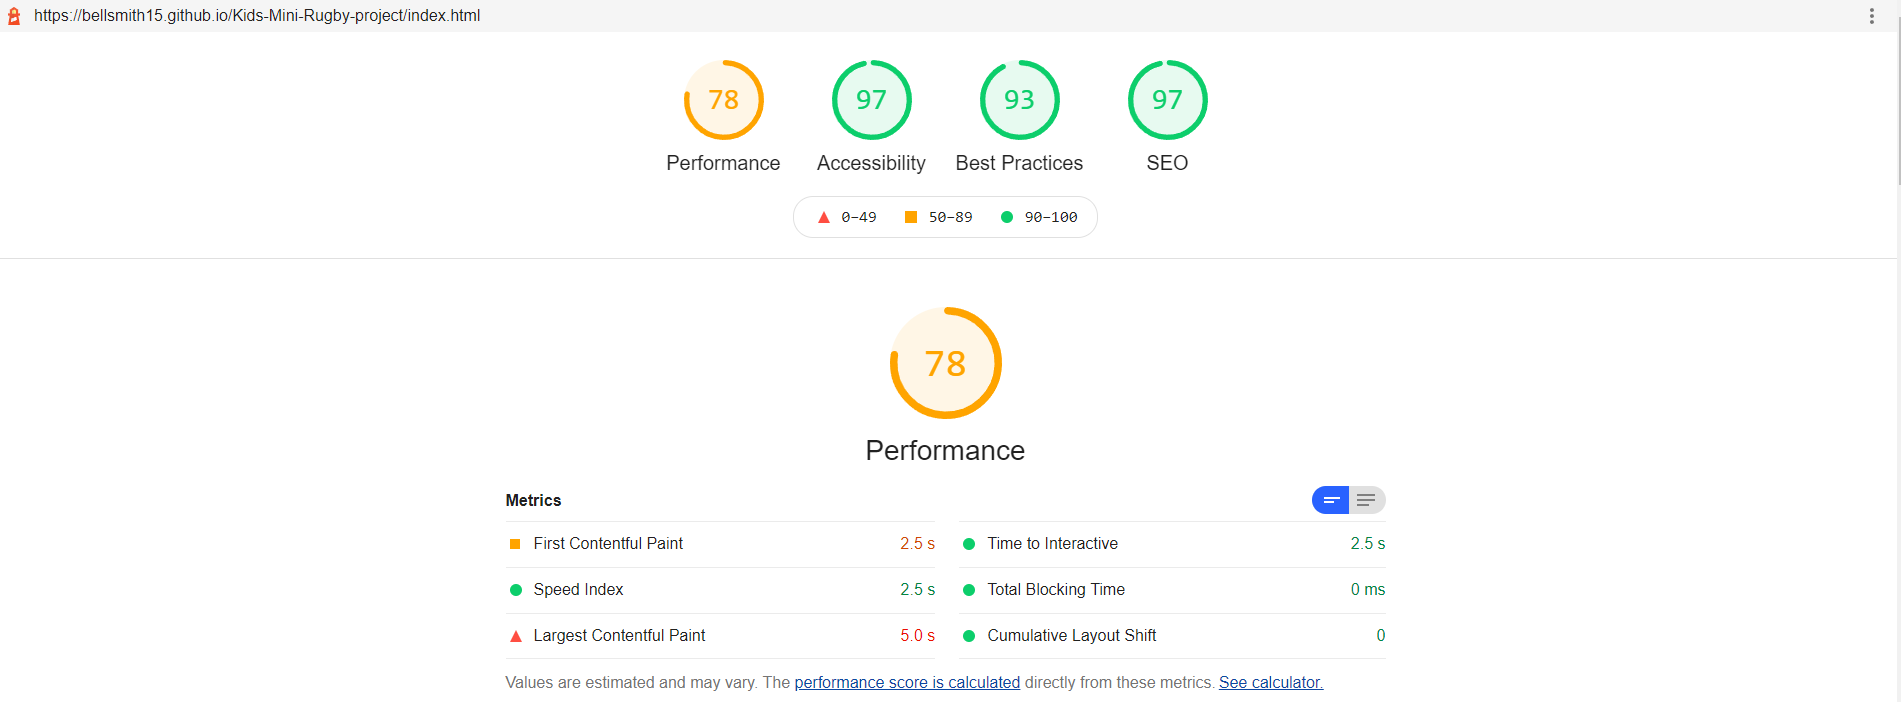 https://bellsmith15.github.io/Kids-Mini-Rugby-project/index.html
78 97 93 97
Performance Accessibility Best Practices SEO
0–49 50–89 90–100
78
Performance
Metrics
First Contentful Paint 2.5 s Time to Interactive 2.5 s
Speed Index 2.5 s Total Blocking Time 0 ms
Largest Contentful Paint 5.0 s Cumulative Layout Shift 0
Values are estimated and may vary. The performance score is calculated directly from these metrics. See calculator.